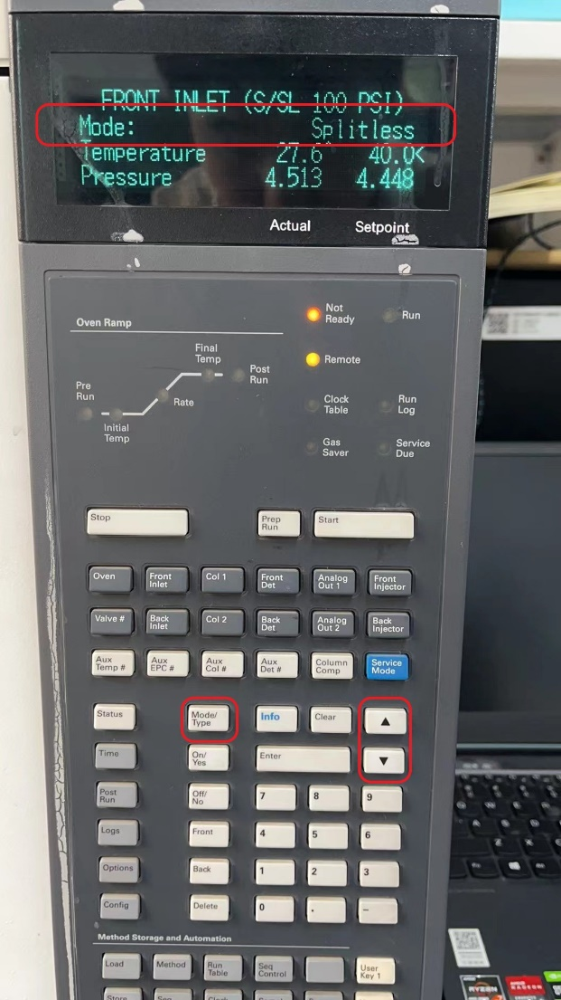 FRONT INLET (S/SL 100 PSI)
Mode: Splitless
Temperature 27.6 40.0<
Pressure 4.513 4.448
Actual Setpoint
Not Ready
Run
Oven Ramp
Remote
Final Temp
Post Run
Pre Run
Rate
Initial Temp
Clock Table
Run Log
Gas Saver
Service Due
Stop
Prep Run
Start
Oven
Front Inlet
Col 1
Front Det
Analog Out 1
Front Injector
Valve #
Back Inlet
Col 2
Back Det
Analog Out 2
Back Injector
Aux Temp #
Aux EPC #
Aux Col #
Aux Det #
Column Comp
Service Mode
Status
Mode/ Type
Info
Clear
▲
Time
On/ Yes
Enter
▼
Post Run
Off/ No
7
8
9
Logs
Front
4
5
6
Options
Back
1
2
3
Config
Delete
0
.
–
Method Storage and Automation
Load
Method
Run Table
Seq Control
User Key 1
Store
Seq
RYZEN
AMD
RADEON